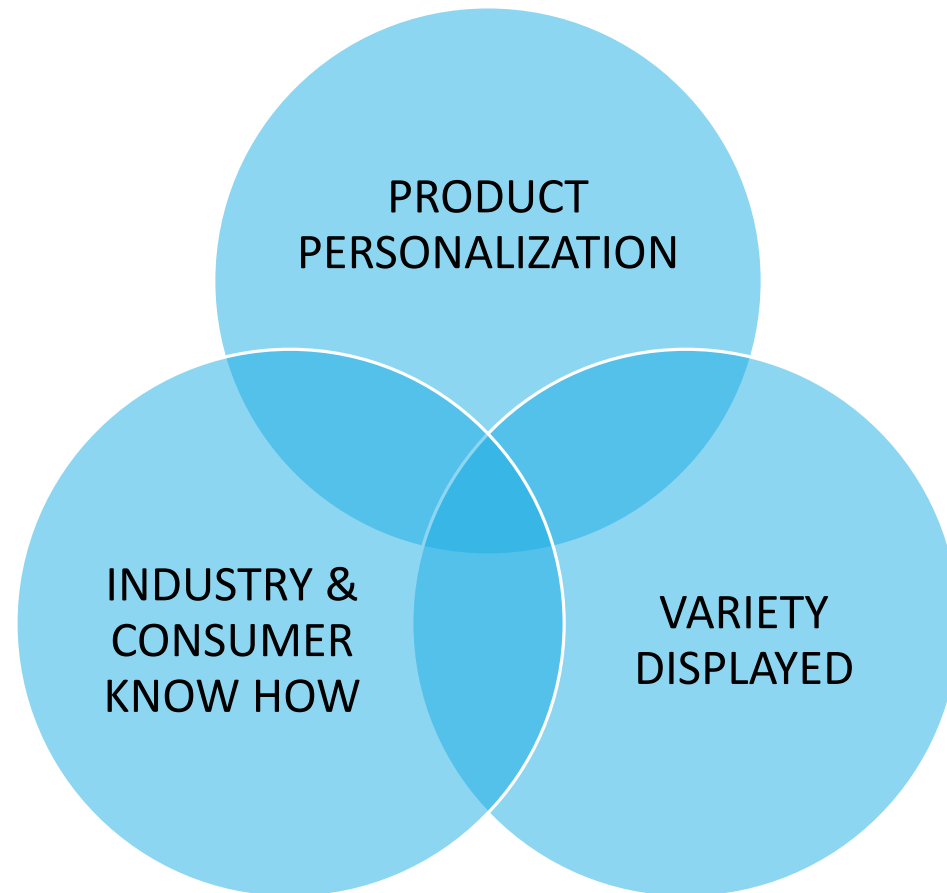 PRODUCT
PERSONALIZATION
INDUSTRY &
CONSUMER
KNOW HOW
VARIETY
DISPLAYED